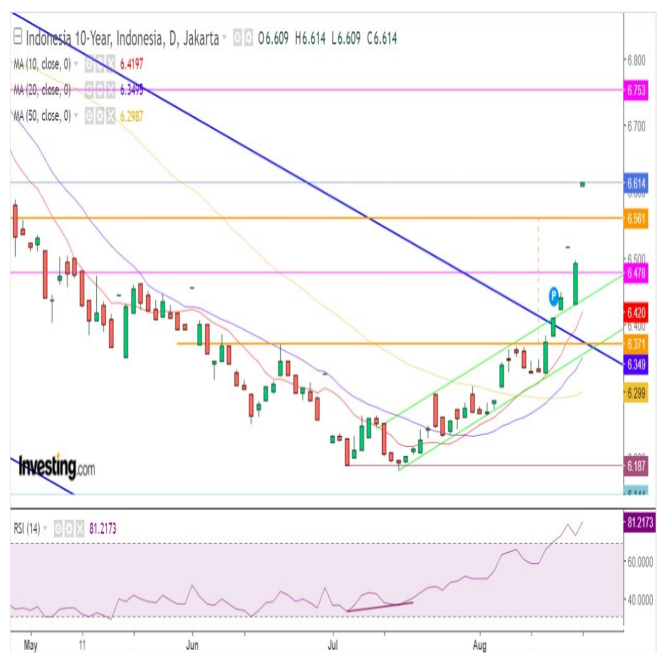 Indonesia 10-Year, Indonesia, D, Jakarta O6.609 H6.614 L6.609 C6.614
MA (10, close, 0) 6.4197
MA (20, close, 0) 6.3495
MA (50, close, 0) 6.2987
6.800
6.753
6.700
6.614
6.561
6.500
6.478
6.420
6.400
6.371
6.349
6.299
6.187
P
Investing.com
RSI (14) 81.2173
81.2173
60.0000
40.0000
May 11 Jun Jul Aug